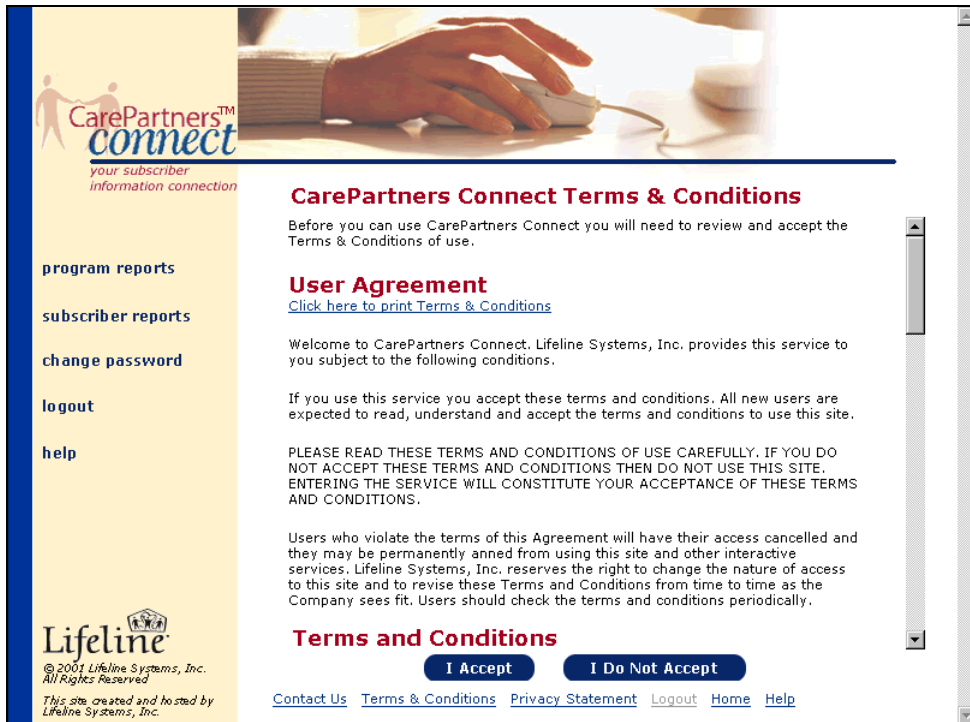 CarePartners™
connect
your subscriber
information connection
program reports
subscriber reports
change password
logout
help
Lifeline
© 2001 Lifeline Systems, Inc.
All Rights Reserved
This site created and hosted by
Lifeline Systems, Inc.
CarePartners Connect Terms & Conditions
Before you can use CarePartners Connect you will need to review and accept the
Terms & Conditions of use.
User Agreement
Click here to print Terms & Conditions
Welcome to CarePartners Connect. Lifeline Systems, Inc. provides this service to
you subject to the following conditions.
If you use this service you accept these terms and conditions. All new users are
expected to read, understand and accept the terms and conditions to use this site.
PLEASE READ THESE TERMS AND CONDITIONS OF USE CAREFULLY. IF YOU DO
NOT ACCEPT THESE TERMS AND CONDITIONS THEN DO NOT USE THIS SITE.
ENTERING THE SERVICE WILL CONSTITUTE YOUR ACCEPTANCE OF THESE TERMS
AND CONDITIONS.
Users who violate the terms of this Agreement will have their access cancelled and
they may be permanently anned from using this site and other interactive
services. Lifeline Systems, Inc. reserves the right to change the nature of access
to this site and to revise these Terms and Conditions from time to time as the
Company sees fit. Users should check the terms and conditions periodically.
Terms and Conditions
I Accept I Do Not Accept
Contact Us Terms & Conditions Privacy Statement Logout Home Help